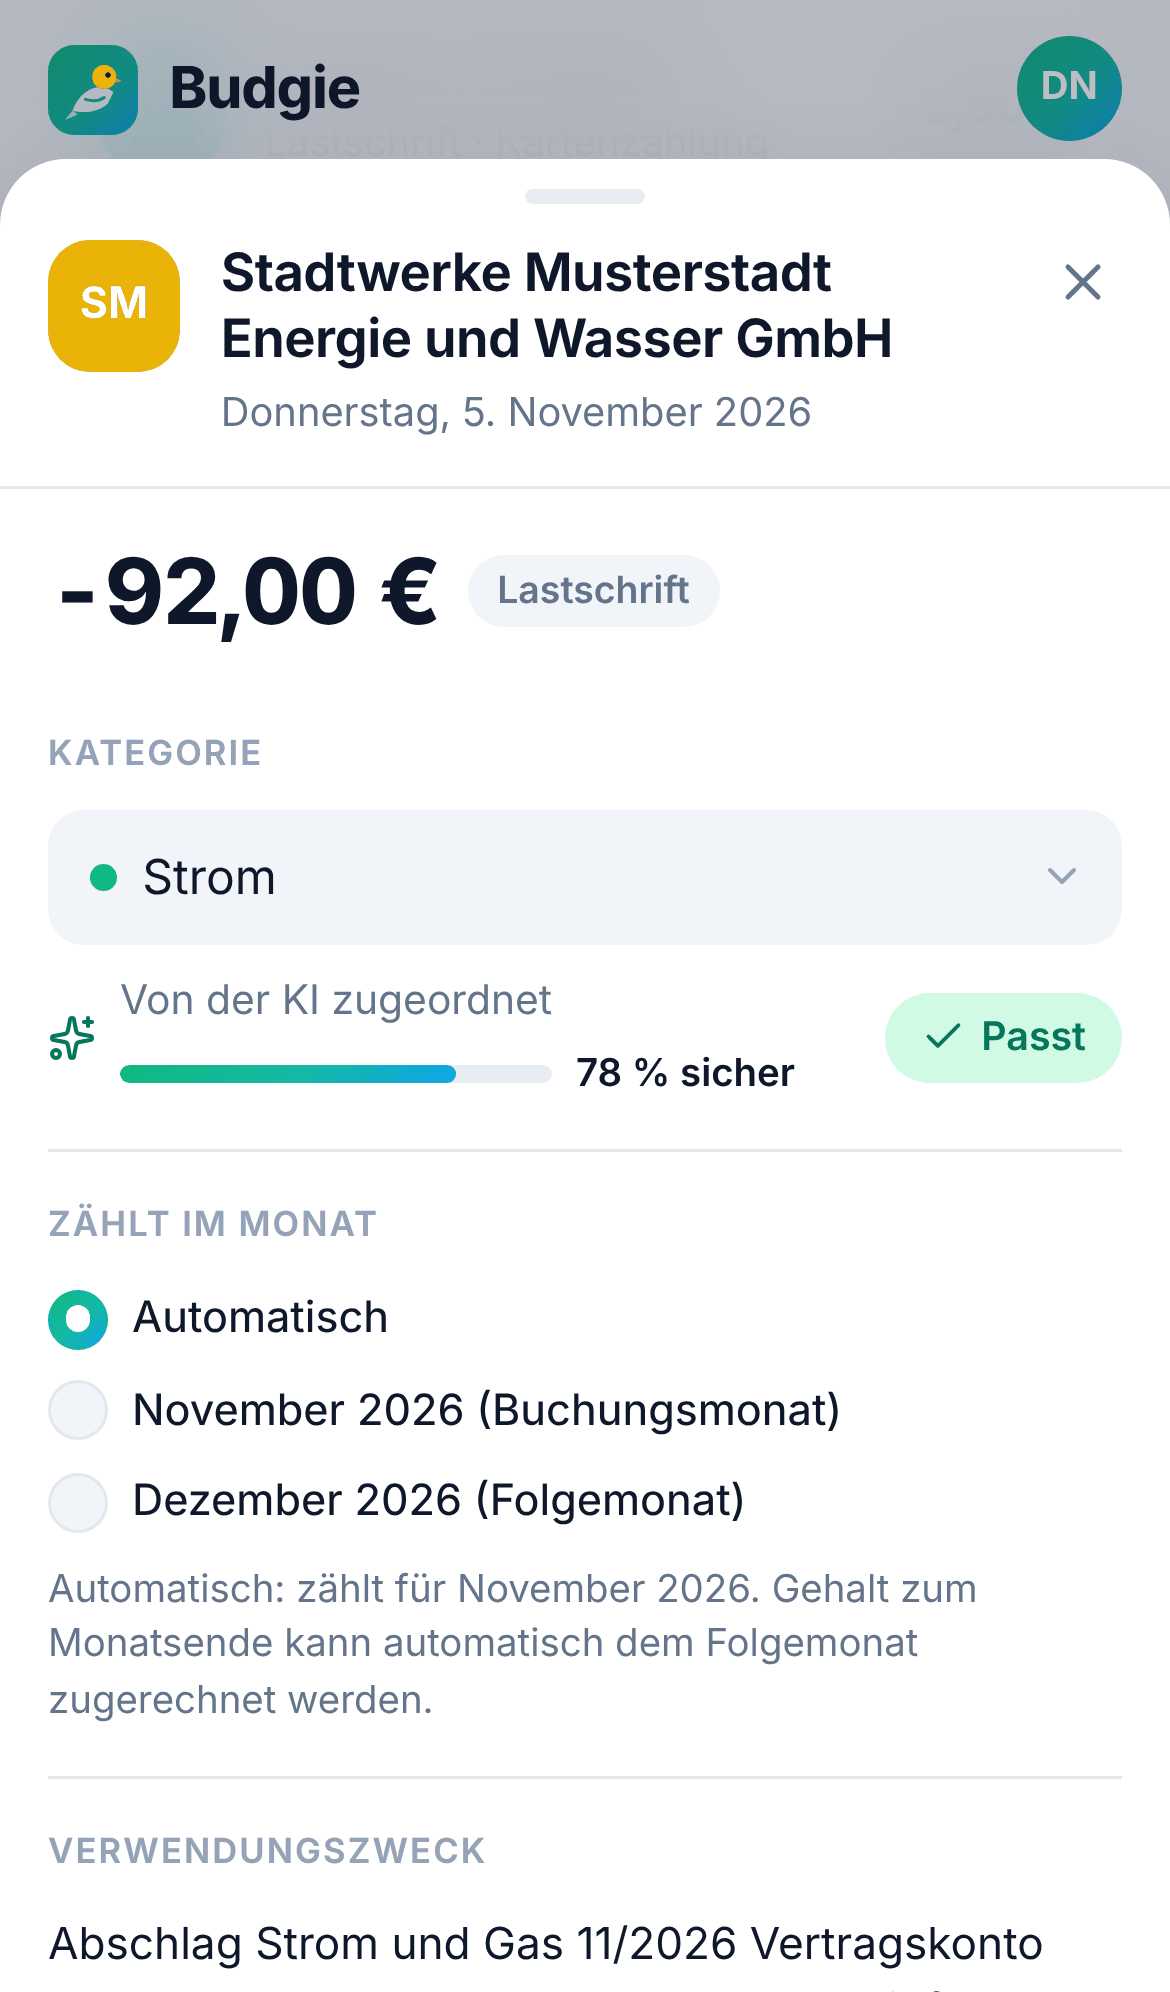 Budgie
DN
Lastschrift · Kartenzahlung
SM
Stadtwerke Musterstadt
Energie und Wasser GmbH
Donnerstag, 5. November 2026
-92,00 €
Lastschrift
KATEGORIE
Strom
Von der KI zugeordnet
78 % sicher
Passt
ZÄHLT IM MONAT
Automatisch
November 2026 (Buchungsmonat)
Dezember 2026 (Folgemonat)
Automatisch: zählt für November 2026. Gehalt zum
Monatsende kann automatisch dem Folgemonat
zugerechnet werden.
VERWENDUNGSZWECK
Abschlag Strom und Gas 11/2026 Vertragskonto